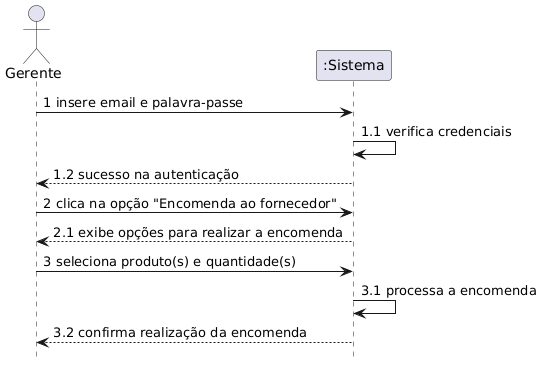 Gerente
:Sistema
1 insere email e palavra-passe
1.1 verifica credenciais
1.2 sucesso na autenticação
2 clica na opção "Encomenda ao fornecedor"
2.1 exibe opções para realizar a encomenda
3 seleciona produto(s) e quantidade(s)
3.1 processa a encomenda
3.2 confirma realização da encomenda